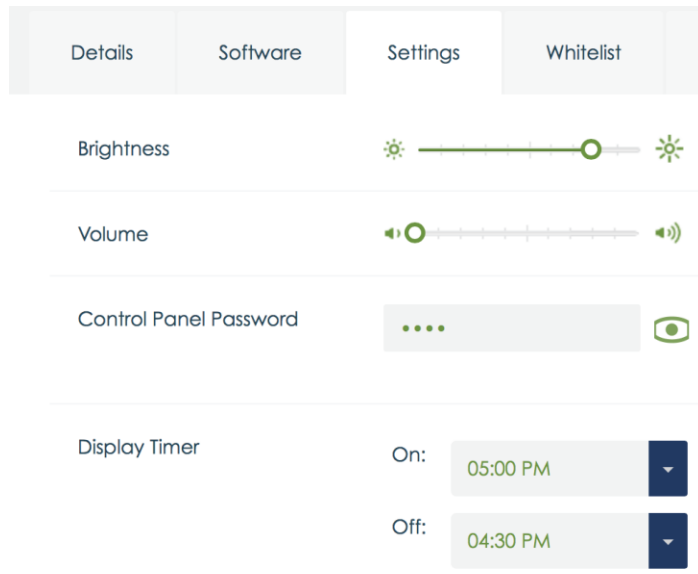 Details Software Settings Whitelist
Brightness
Volume
Control Panel Password ••••
Display Timer On: 05:00 PM
Off: 04:30 PM